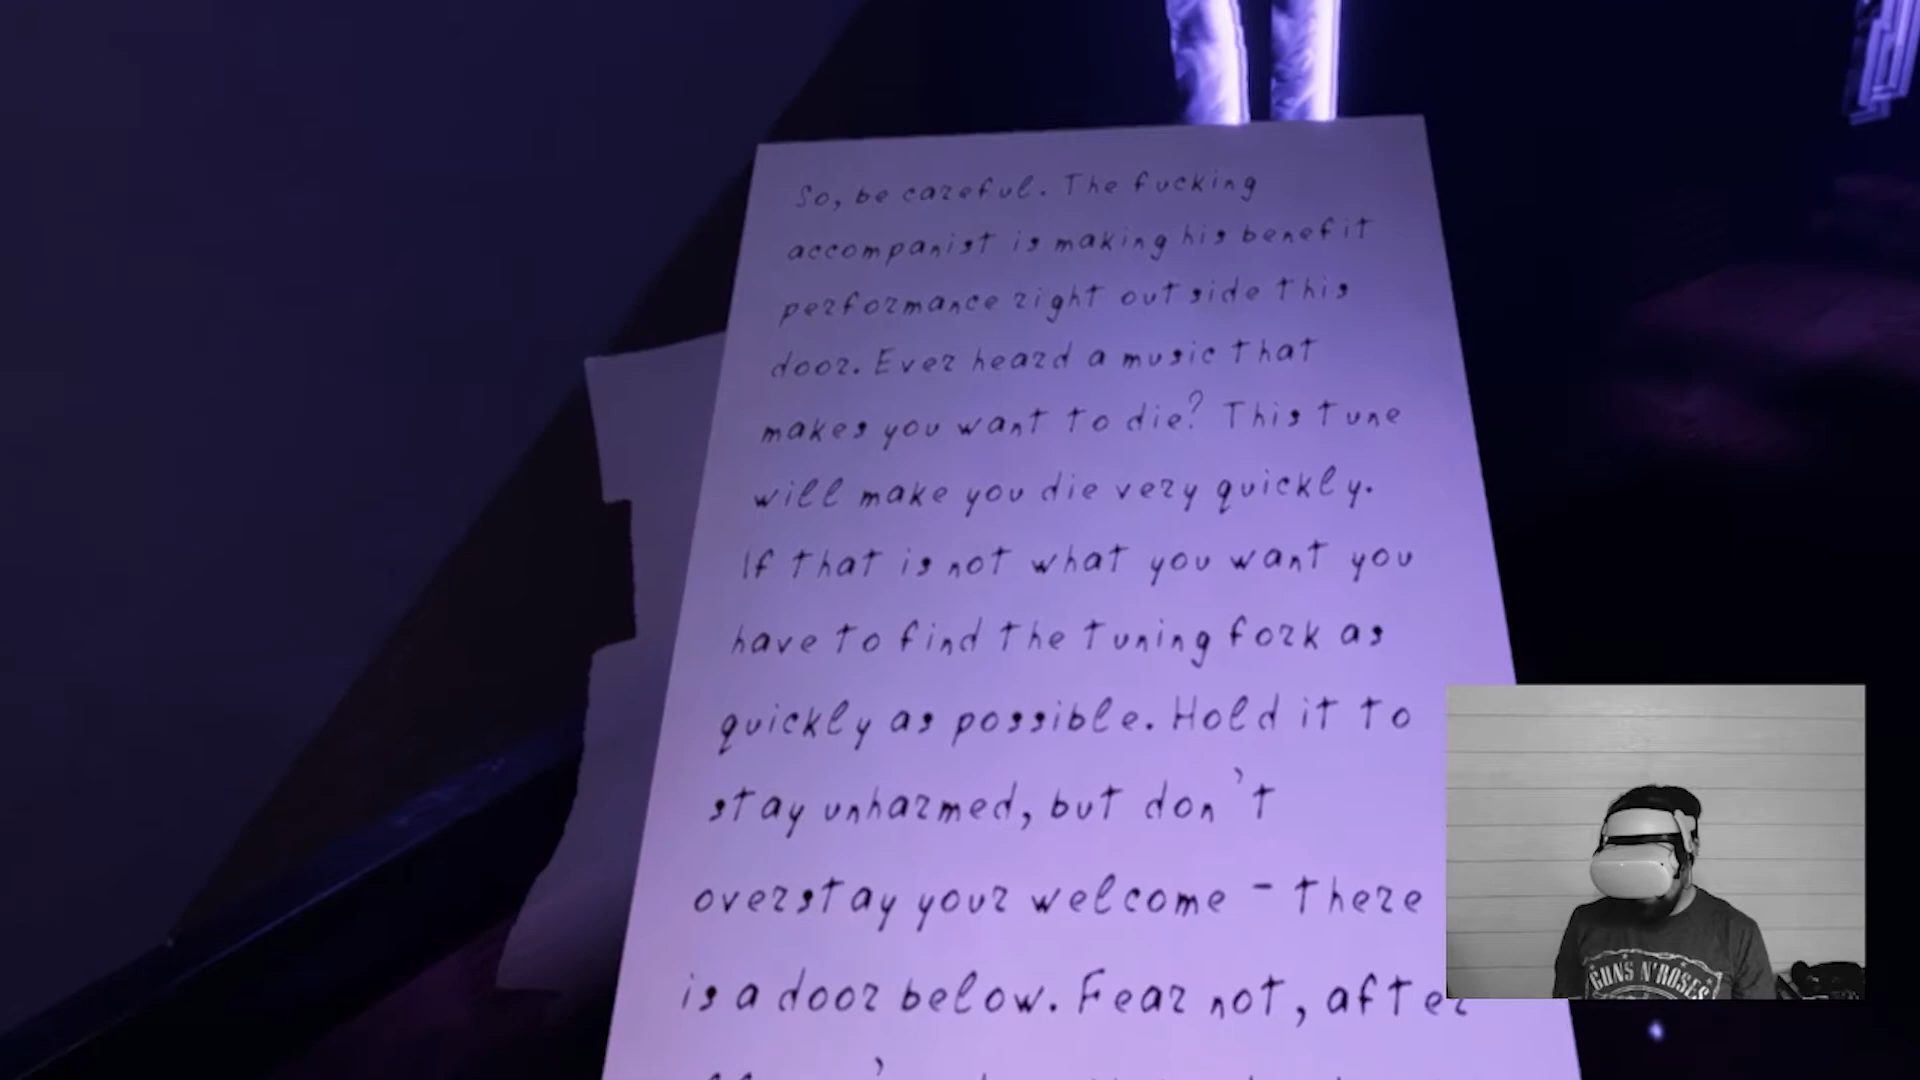 So, be careful. The fucking
accompanist is making his benefit
performance right outside this
door. Ever heard a music that
makes you want to die? This tune
will make you die very quickly.
If that is not what you want you
have to find the tuning fork as
quickly as possible. Hold it to
stay unharmed, but don't
overstay your welcome - there
is a door below. Fear not, after
GUNS N' ROSES